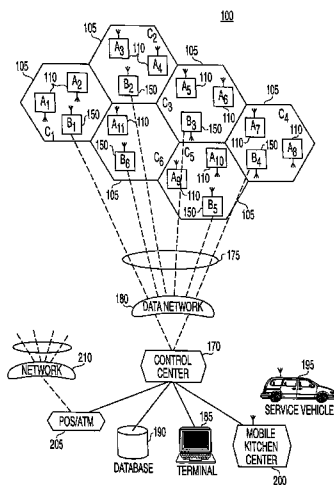 100
105
C2
A3
110
A4
B2
105
A2
110
A1
B1
150
C1
150
C3
A5
110
A6
110
105
C4
A7
110
A8
B4
150
A11
110
150
B6
105
B3
150
C5
C6
A10
110
A9
110
150
B5
105
175
180
DATA NETWORK
210
NETWORK
170
CONTROL
CENTER
195
SERVICE VEHICLE
POS/ATM
205
190
DATABASE
185
TERMINAL
MOBILE
KITCHEN
CENTER
200